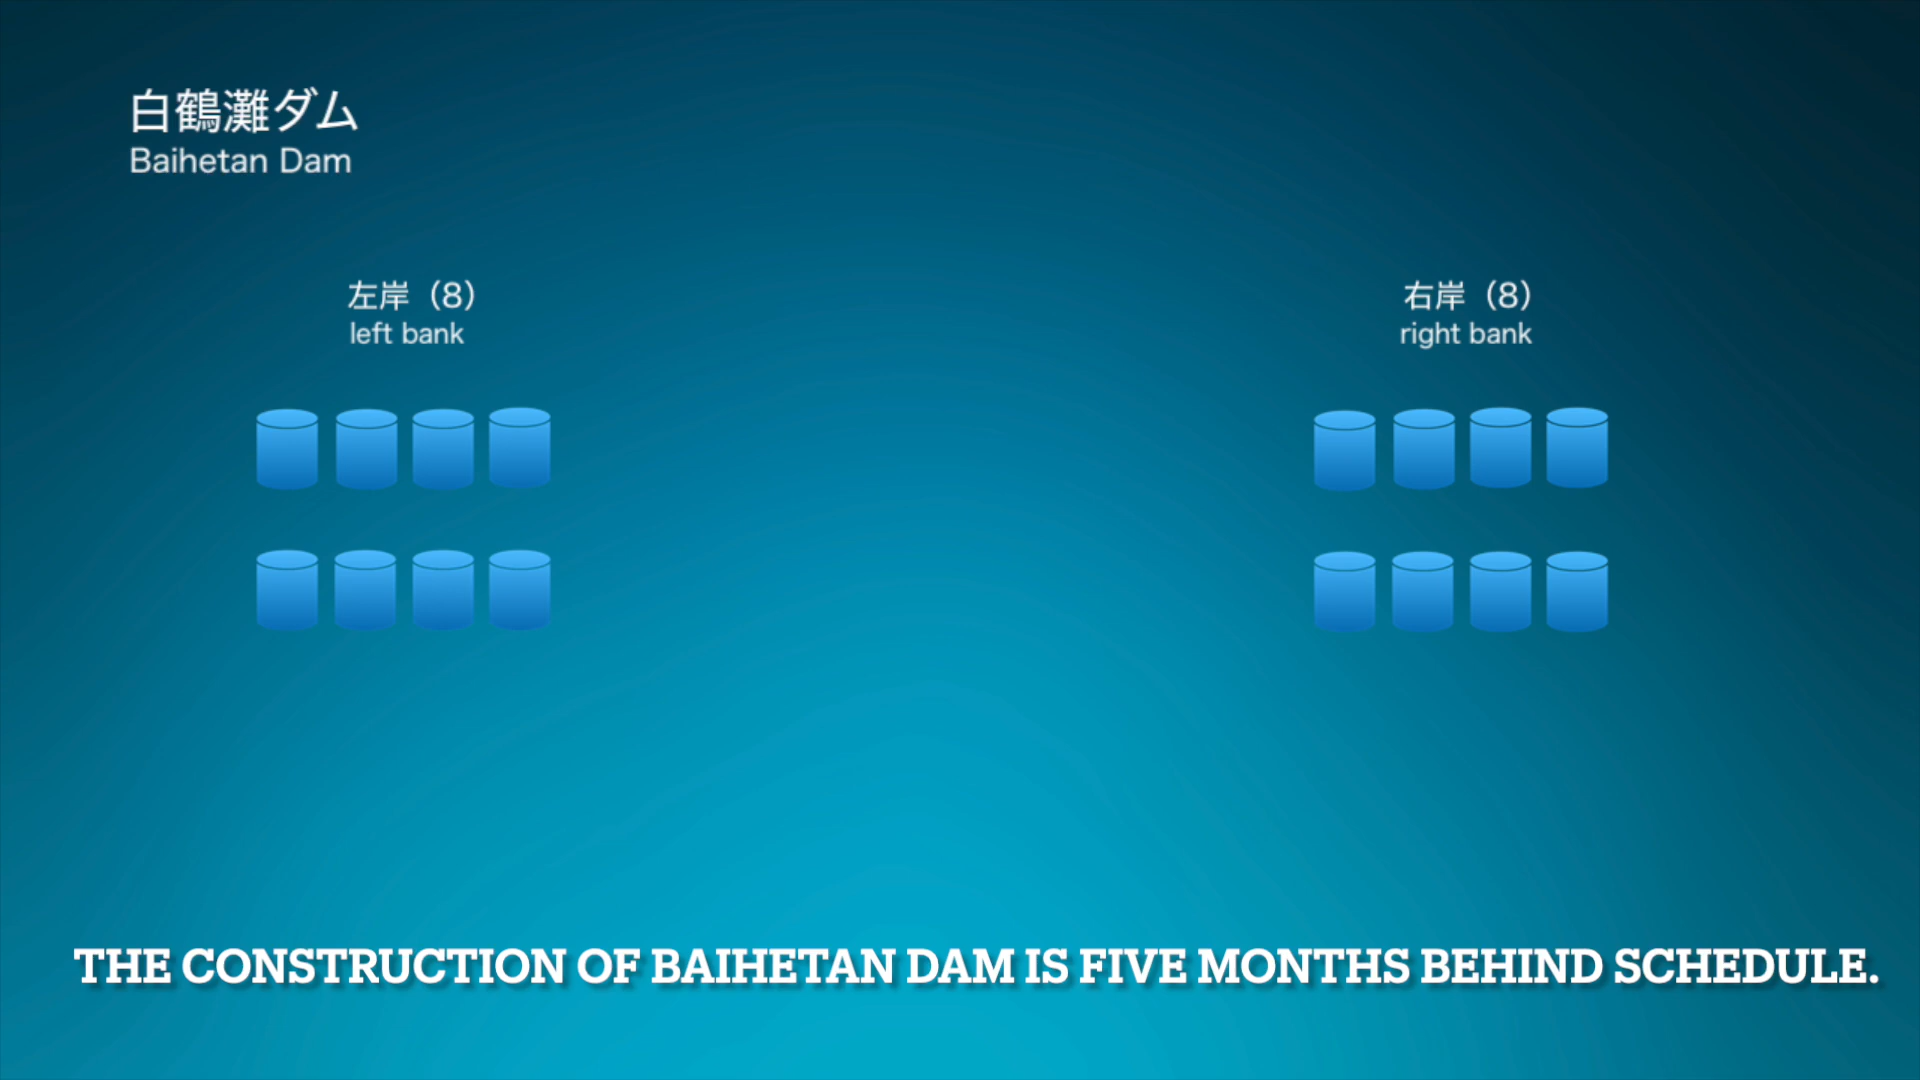 白鶴灘ダム
Baihetan Dam
左岸（8）
left bank
右岸（8）
right bank
THE CONSTRUCTION OF BAIHETAN DAM IS FIVE MONTHS BEHIND SCHEDULE.